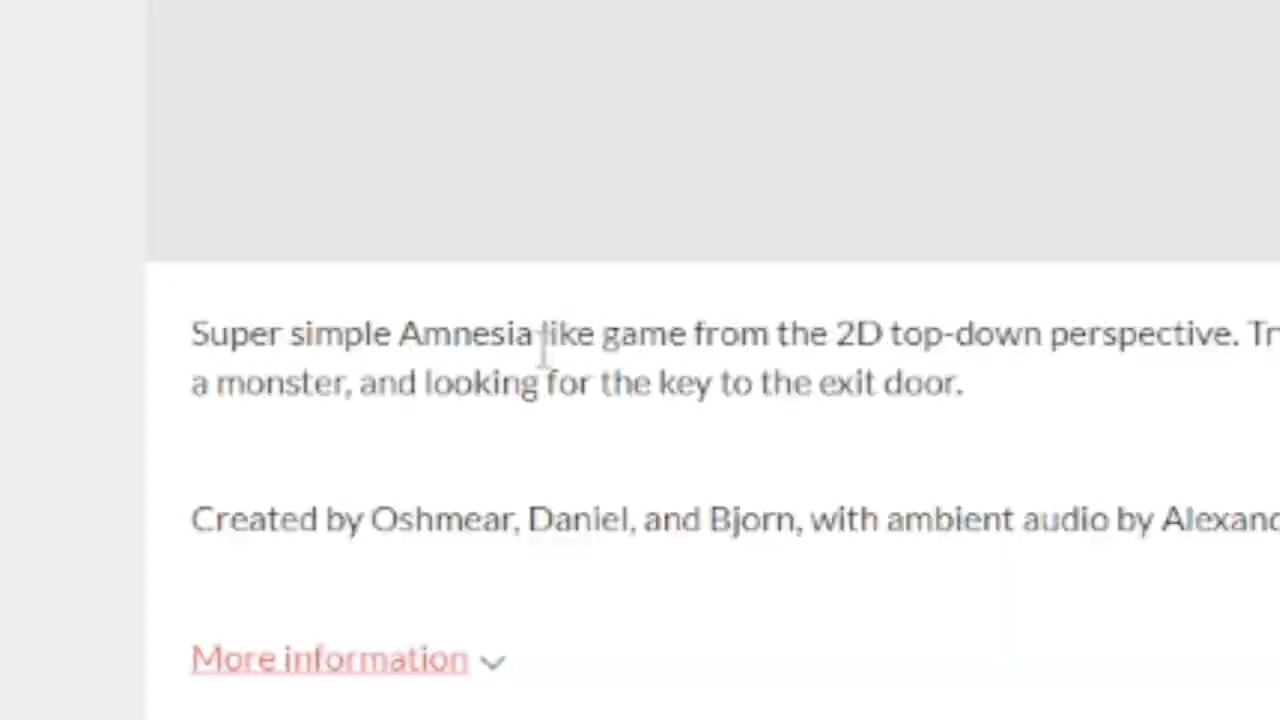 Super simple Amnesia like game from the 2D top-down perspective.
a monster, and looking for the key to the exit door.
Created by Oshmear, Daniel, and Bjorn, with ambient audio by
More information